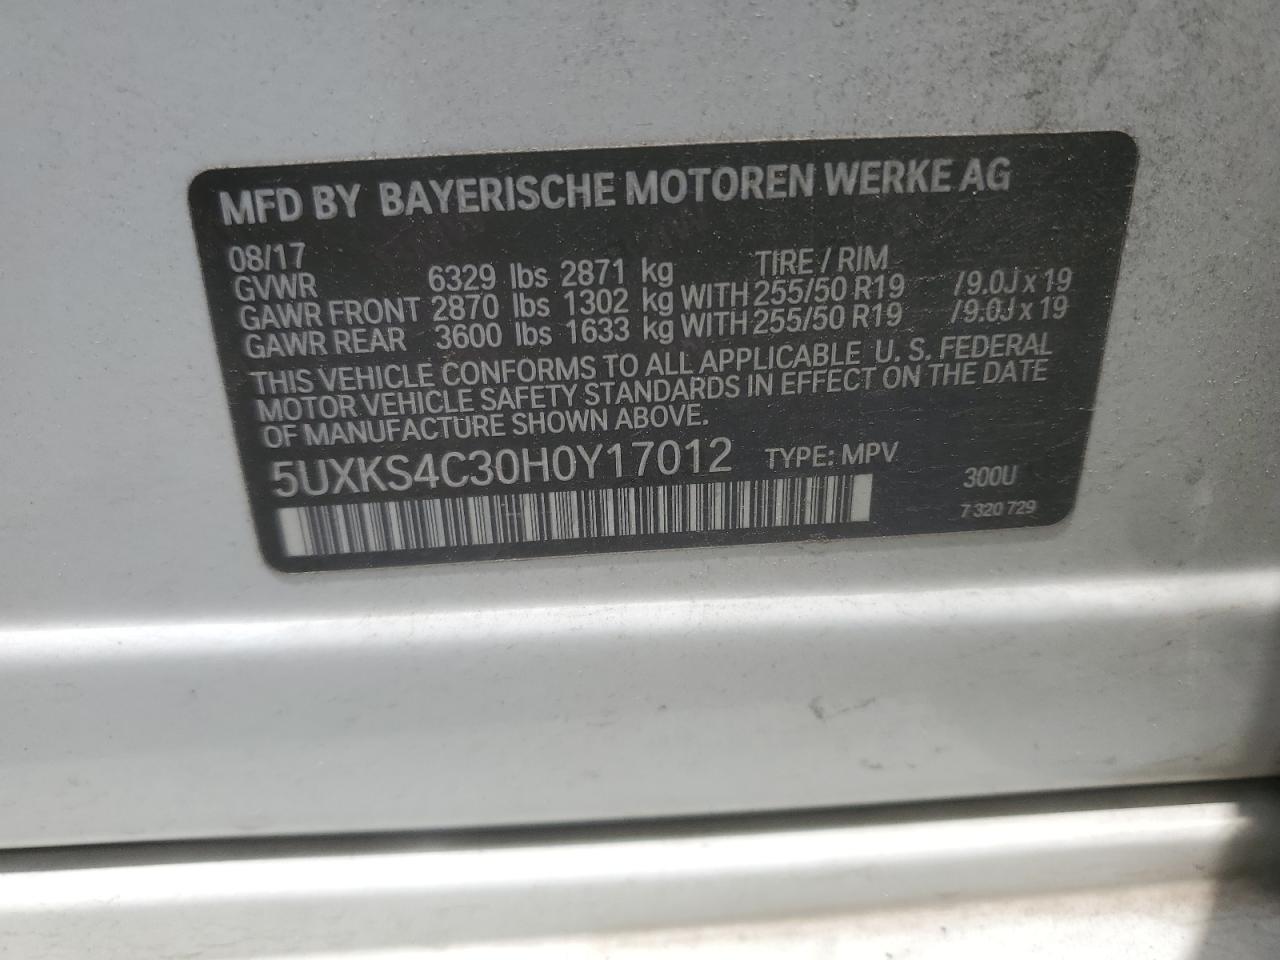 MFD BY BAYERISCHE MOTOREN WERKE AG
08/17 TIRE / RIM
GVWR 6329 lbs 2871 kg
GAWR FRONT 2870 lbs 1302 kg WITH 255/50 R19 /9.0J x 19
GAWR REAR 3600 lbs 1633 kg WITH 255/50 R19 /9.0J x 19
THIS VEHICLE CONFORMS TO ALL APPLICABLE U. S. FEDERAL
MOTOR VEHICLE SAFETY STANDARDS IN EFFECT ON THE DATE
OF MANUFACTURE SHOWN ABOVE.
5UXKS4C30H0Y17012 TYPE: MPV
300U
7 320 729